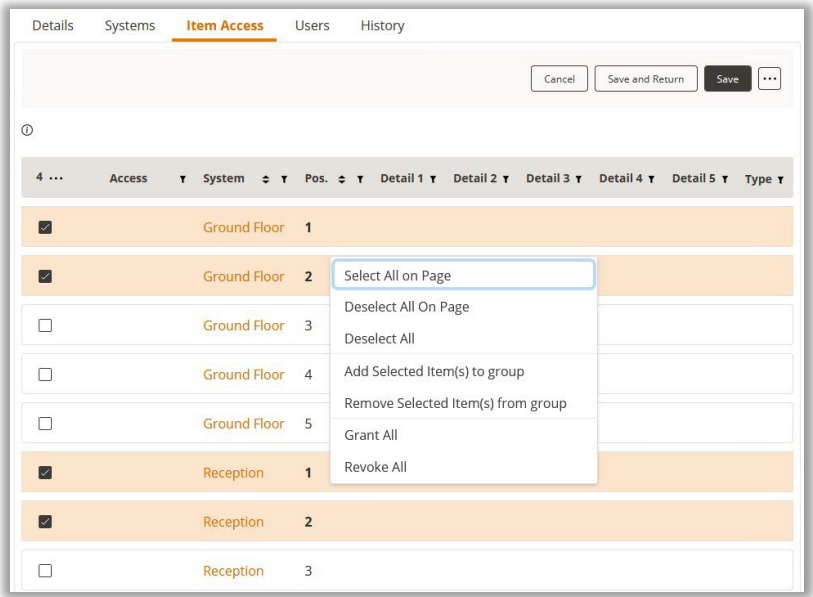 Details Systems Item Access Users History
Cancel Save and Return Save ...
4 ... Access System Pos. Detail 1 Detail 2 Detail 3 Detail 4 Detail 5 Type
Ground Floor 1
Ground Floor 2
Select All on Page
Deselect All On Page
Ground Floor 3
Deselect All
Ground Floor 4
Add Selected Item(s) to group
Remove Selected Item(s) from group
Ground Floor 5
Grant All
Revoke All
Reception 1
Reception 2
Reception 3